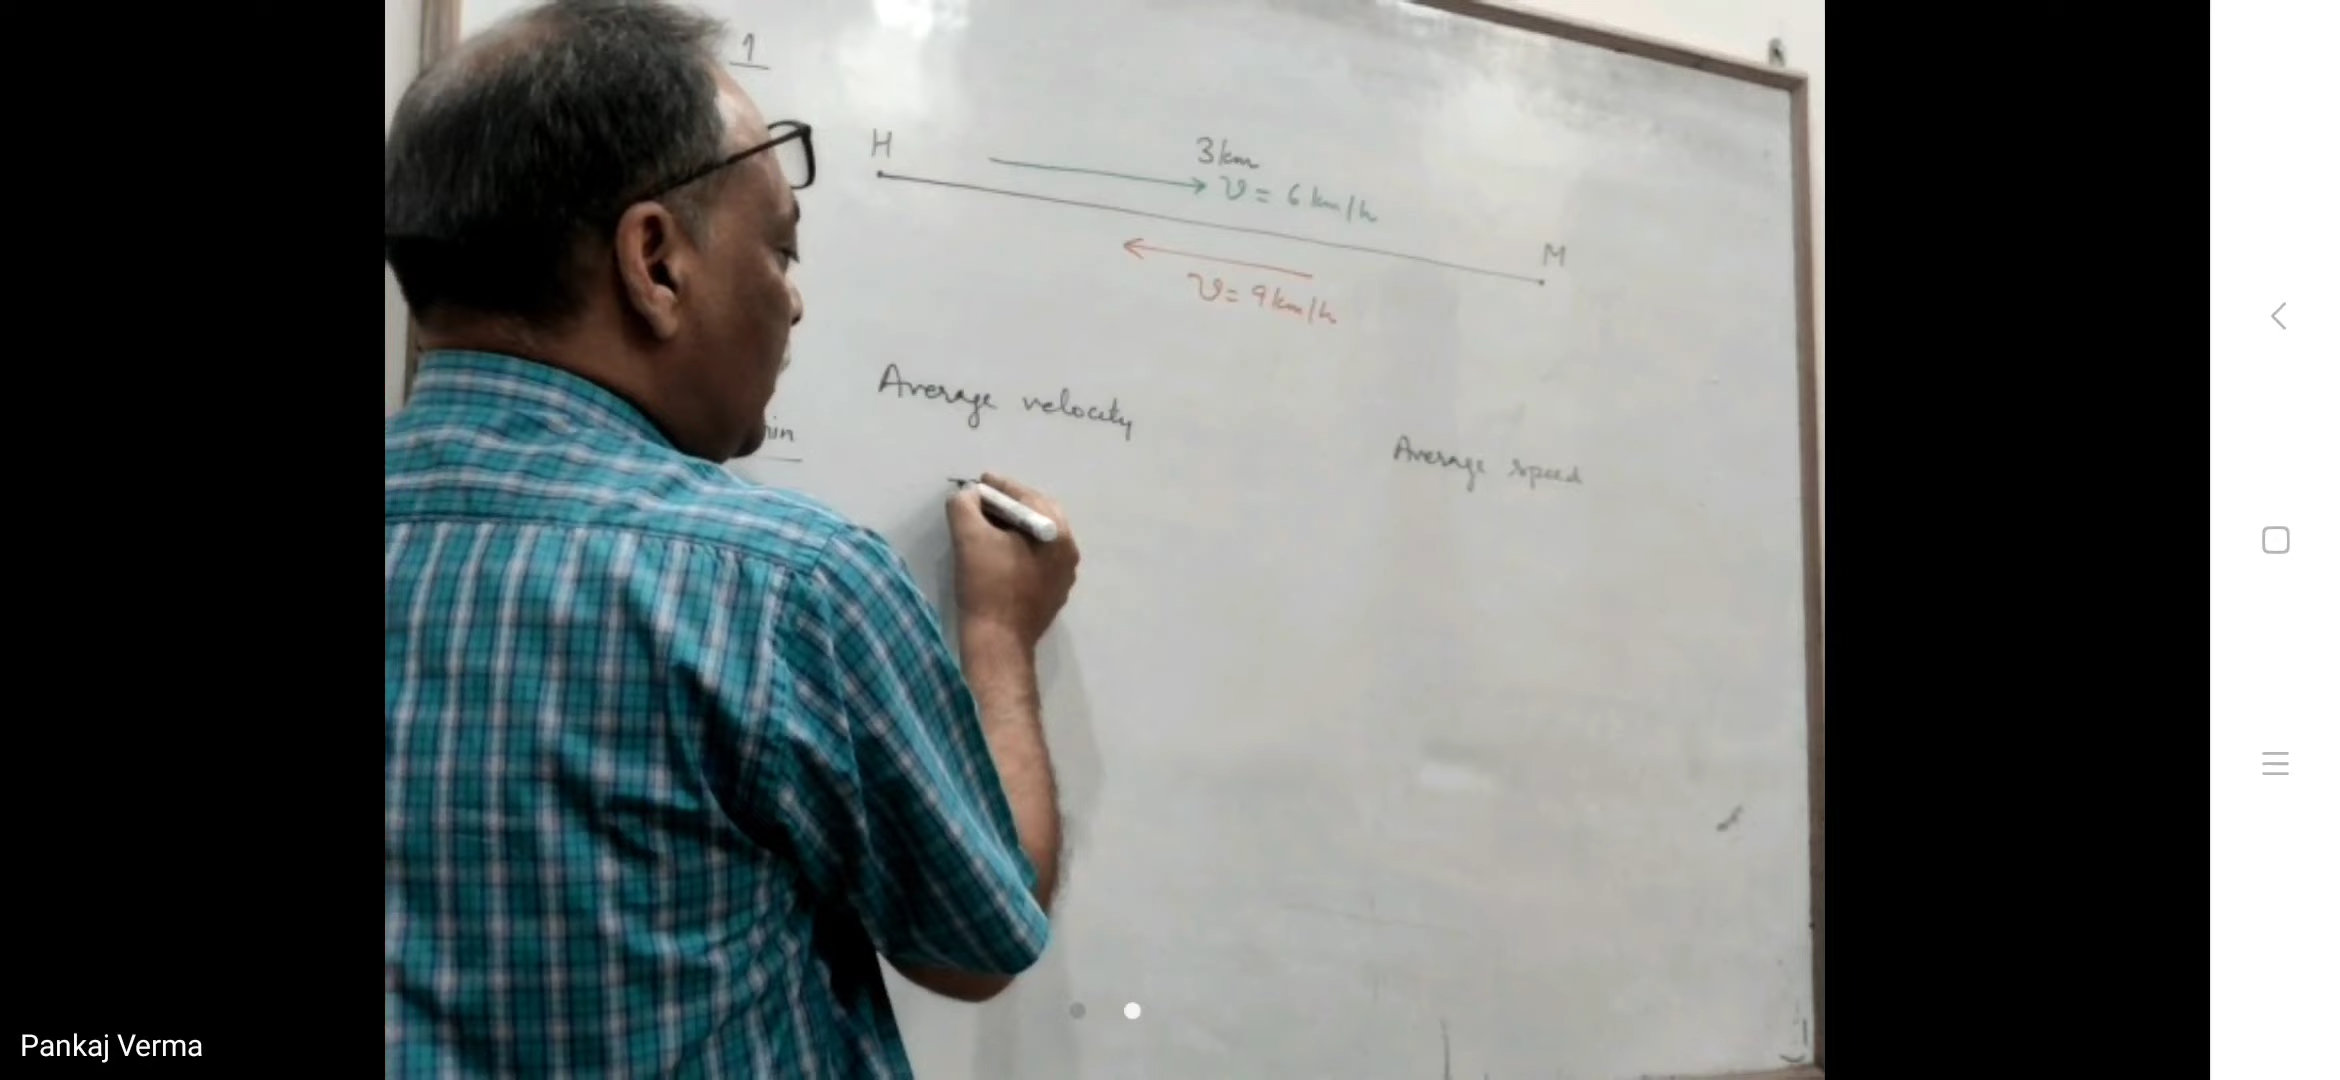 1
H
3km
v = 6 km/h
M
v = 9 km/h
Average velocity
Average speed
Pankaj Verma